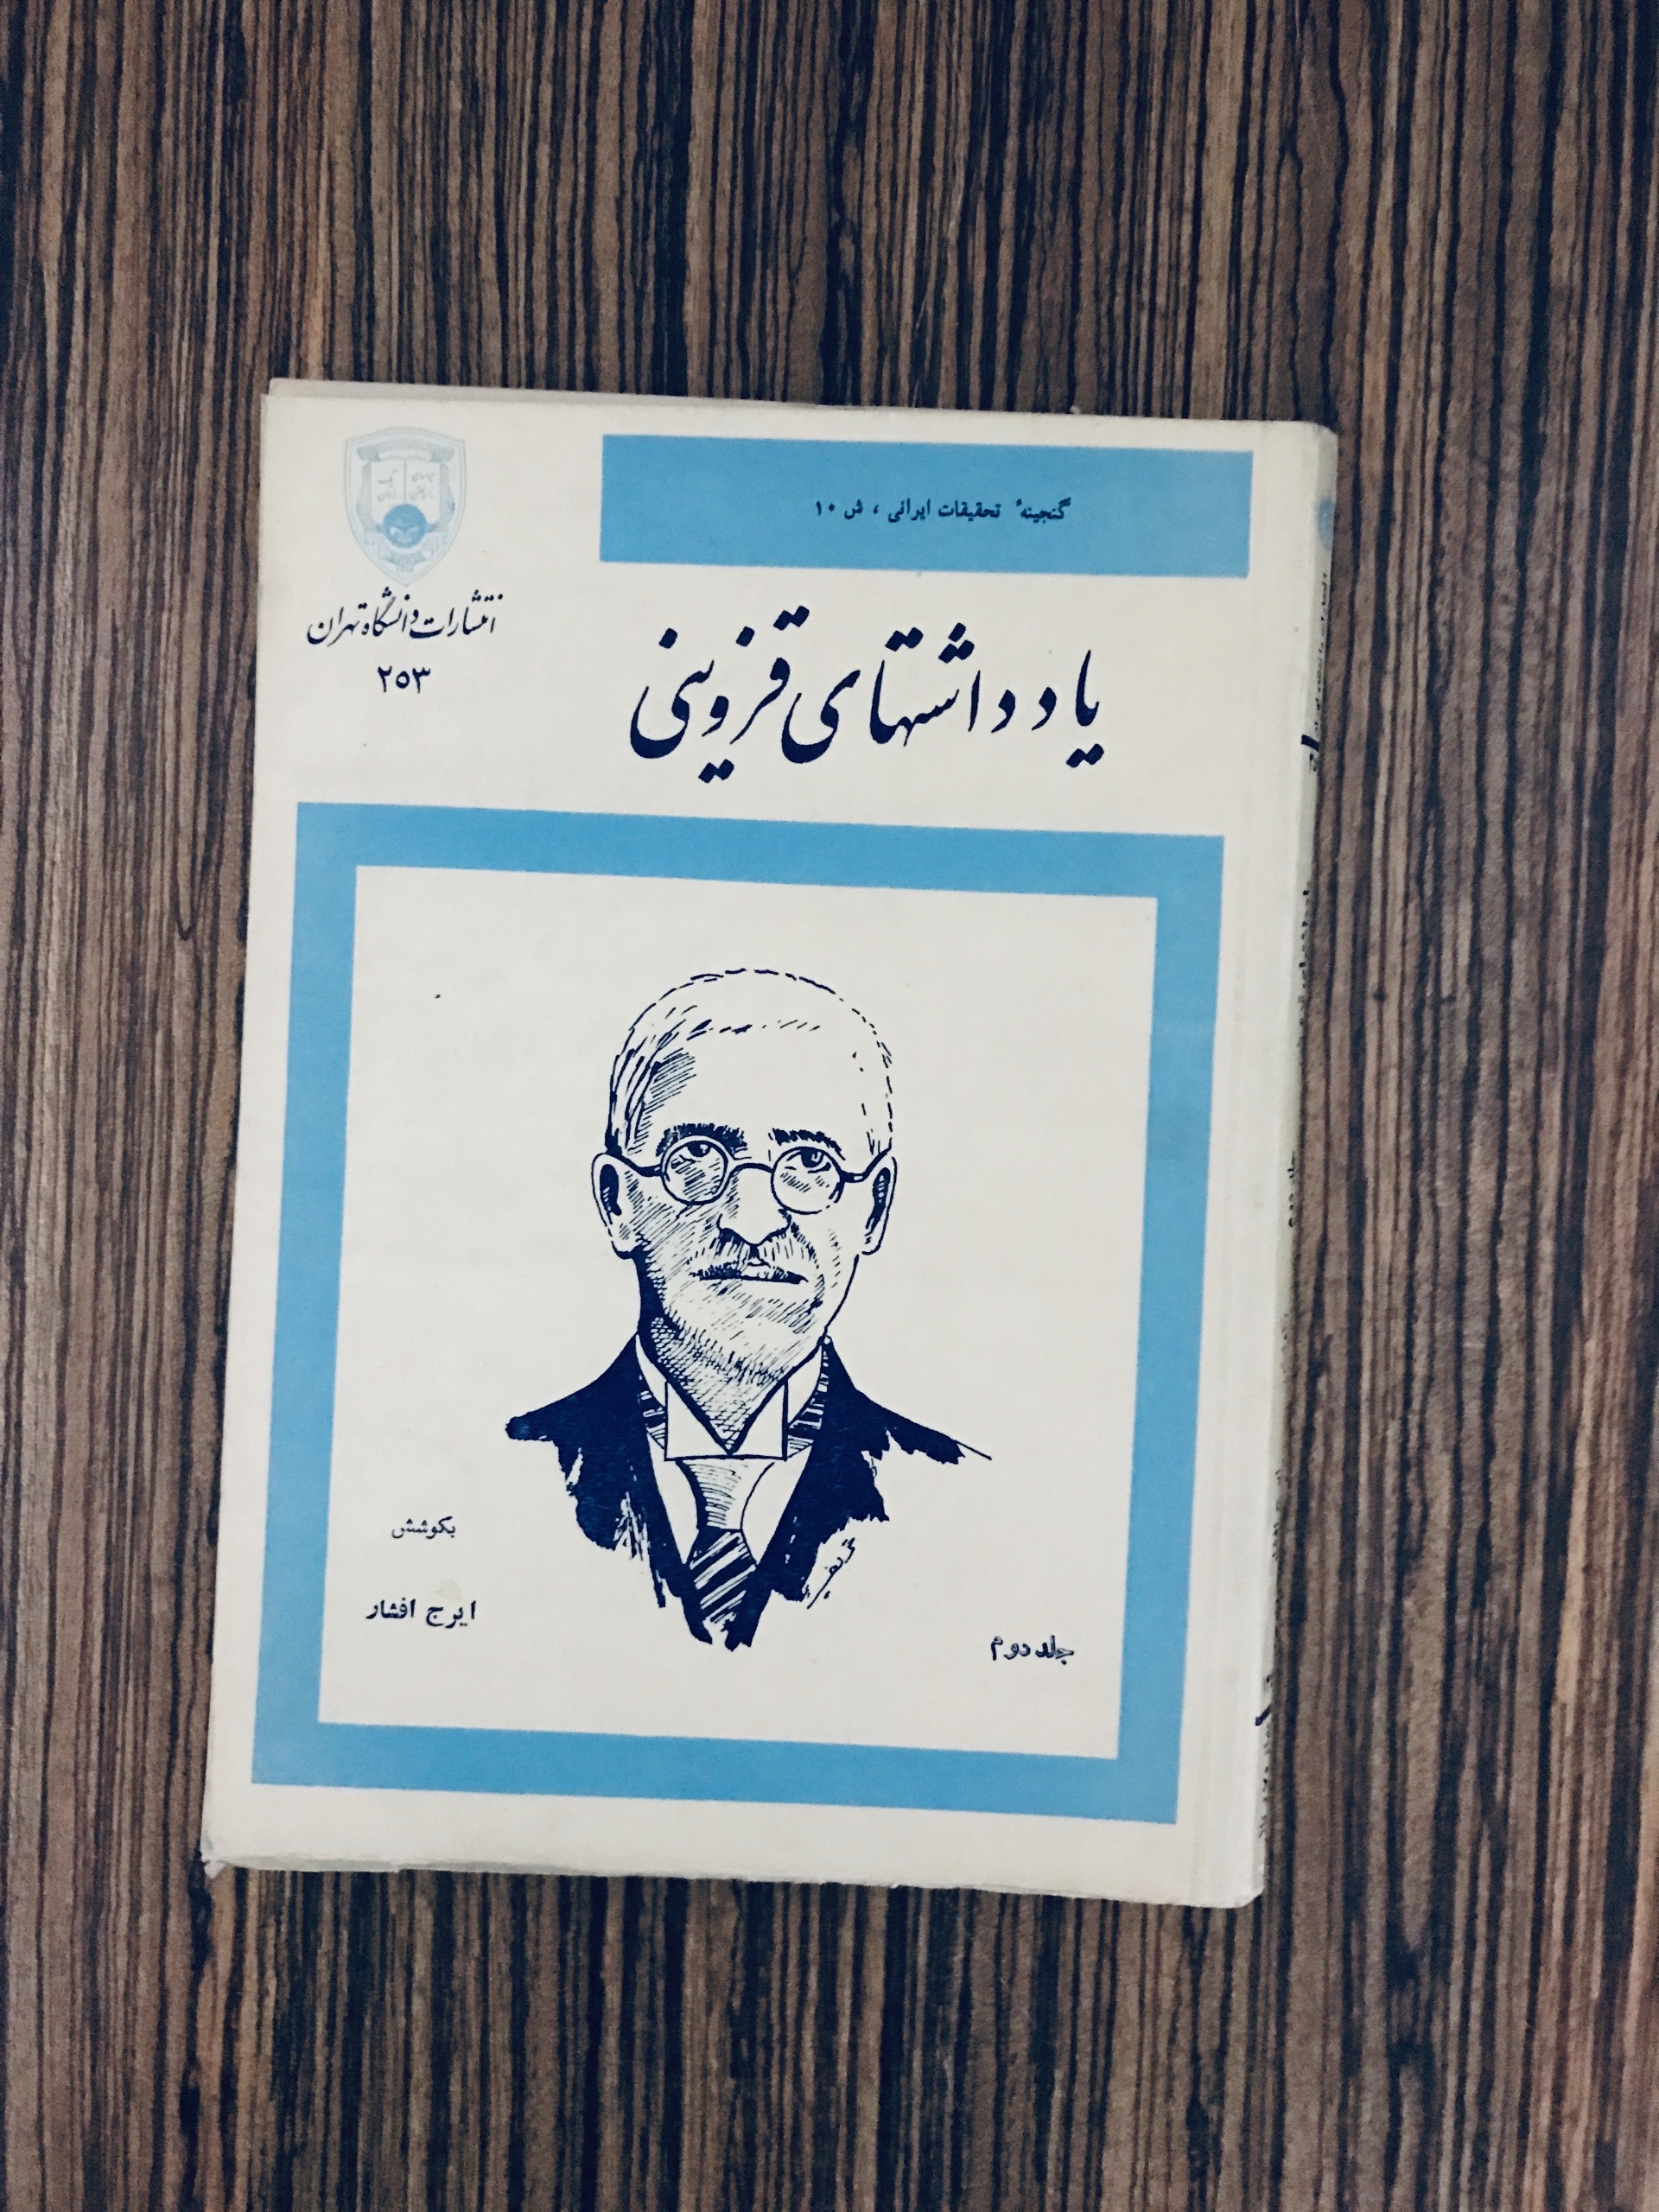 گنجینهٔ تحقیقات ایرانی ، ش ۱۰
انتشارات دانشگاه تهران
۲۵۳
یادداشتهای قزوینی
بکوشش
ایرج افشار
جلد دوم